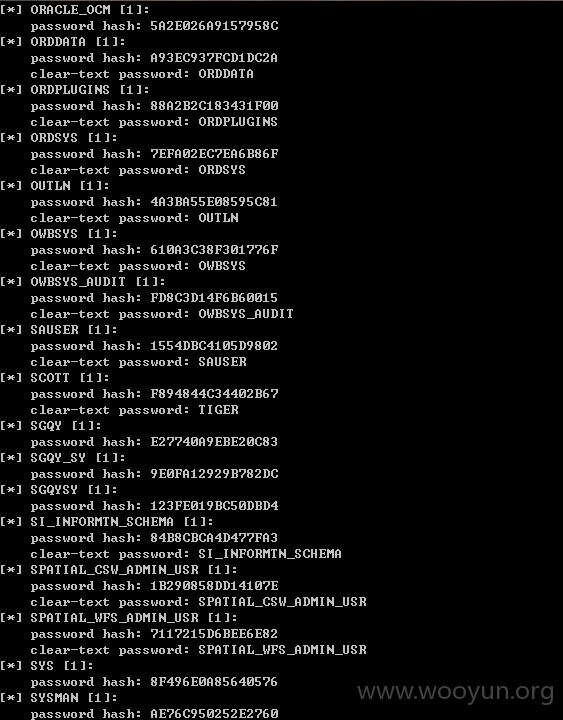 [*] ORACLE_OCM [1]:
password hash: 5A2E026A9157958C
[*] ORDDATA [1]:
password hash: A93EC937FCD1DC2A
clear-text password: ORDDATA
[*] ORDPLUGINS [1]:
password hash: 88A2B2C183431F00
clear-text password: ORDPLUGINS
[*] ORDSYS [1]:
password hash: 7EFA02EC7EA6B86F
clear-text password: ORDSYS
[*] OUTLN [1]:
password hash: 4A3BA55E08595C81
clear-text password: OUTLN
[*] OWBSYS [1]:
password hash: 610A3C38F301776F
clear-text password: OWBSYS
[*] OWBSYS_AUDIT [1]:
password hash: FD8C3D14F6B60015
clear-text password: OWBSYS_AUDIT
[*] SAUSER [1]:
password hash: 1554DBC4105D9802
clear-text password: SAUSER
[*] SCOTT [1]:
password hash: F894844C34402B67
clear-text password: TIGER
[*] SGQY [1]:
password hash: E27740A9EBE20C83
[*] SGQY_SY [1]:
password hash: 9E0FA12929B782DC
[*] SGQYSY [1]:
password hash: 123FE019BC50DBD4
[*] SI_INFORMTN_SCHEMA [1]:
password hash: 84B8CBCA4D477FA3
clear-text password: SI_INFORMTN_SCHEMA
[*] SPATIAL_CSW_ADMIN_USR [1]:
password hash: 1B290858DD14107E
clear-text password: SPATIAL_CSW_ADMIN_USR
[*] SPATIAL_WFS_ADMIN_USR [1]:
password hash: 7117215D6BEE6E82
clear-text password: SPATIAL_WFS_ADMIN_USR
[*] SYS [1]:
password hash: 8F496E0A85640576
[*] SYSMAN [1]:
password hash: AE76C950252E2760
www.wooyun.org